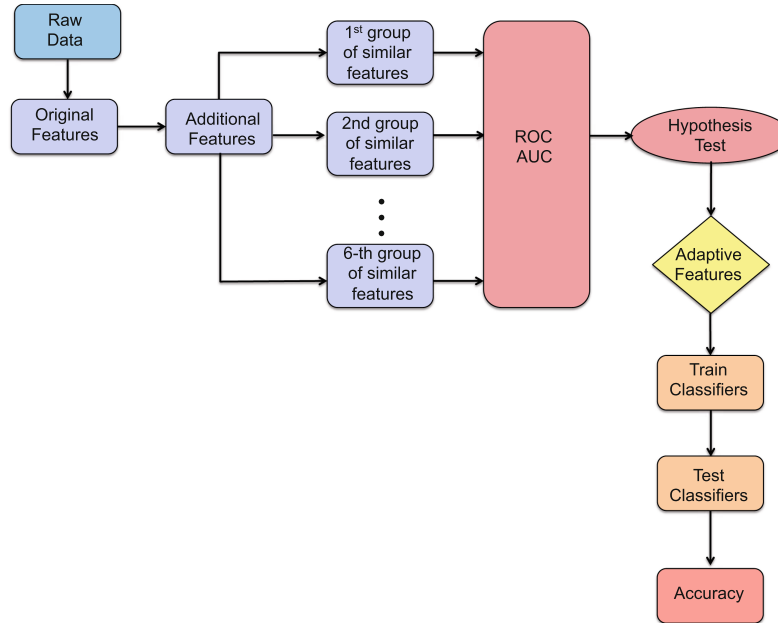 Raw
Data
Original
Features
Additional
Features
1st group
of similar
features
2nd group
of similar
features
6-th group
of similar
features
ROC
AUC
Hypothesis
Test
Adaptive
Features
Train
Classifiers
Test
Classifiers
Accuracy